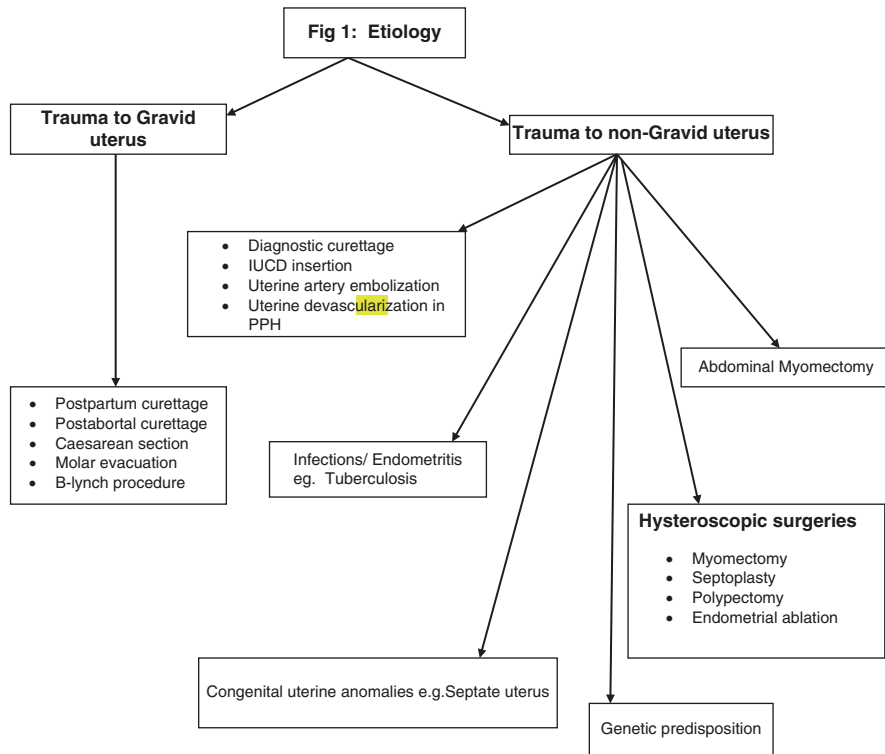 Fig 1: Etiology
Trauma to Gravid
uterus
Trauma to non-Gravid uterus
• Diagnostic curettage
• IUCD insertion
• Uterine artery embolization
• Uterine devascularization in
PPH
Abdominal Myomectomy
• Postpartum curettage
• Postabortal curettage
• Caesarean section
• Molar evacuation
• B-lynch procedure
Infections/ Endometritis
eg. Tuberculosis
Hysteroscopic surgeries
• Myomectomy
• Septoplasty
• Polypectomy
• Endometrial ablation
Congenital uterine anomalies e.g.Septate uterus
Genetic predisposition